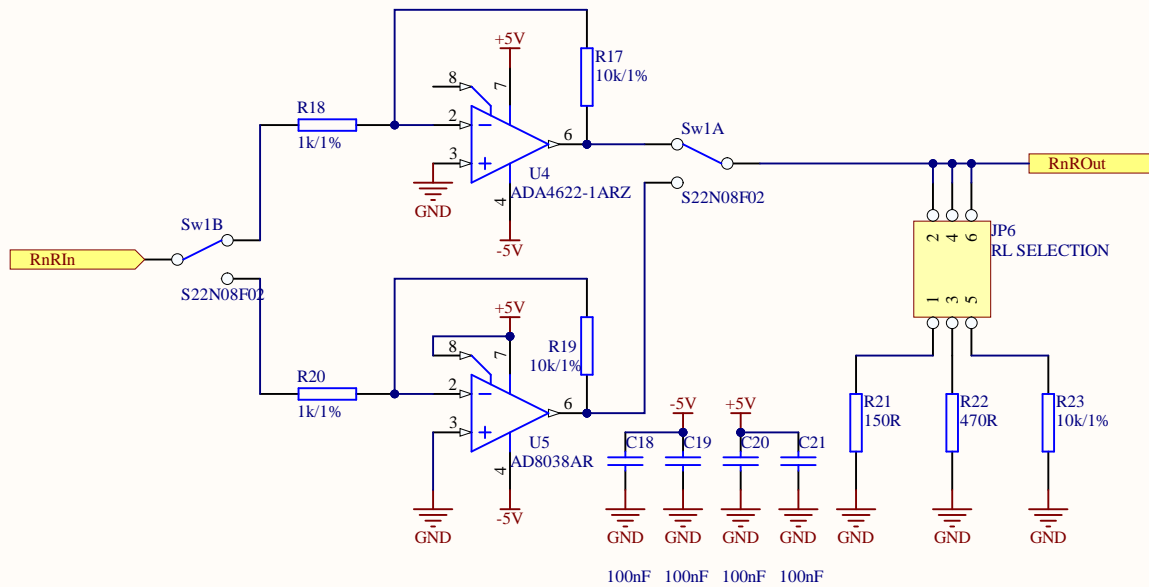 +5V
R17
10k/1%
8
7
R18
1k/1%
2
3
6
4
U4
ADA4622-1ARZ
GND
-5V
Sw1A
S22N08F02
RnROut
JP6
RL SELECTION
2 4 6
1 3 5
Sw1B
RnRIn
S22N08F02
+5V
8
7
R19
10k/1%
R20
1k/1%
2
3
6
4
U5
AD8038AR
GND
-5V
-5V
+5V
C18
C19
C20
C21
GND
GND
GND
GND
100nF
100nF
100nF
100nF
R21
150R
R22
470R
R23
10k/1%
GND
GND
GND